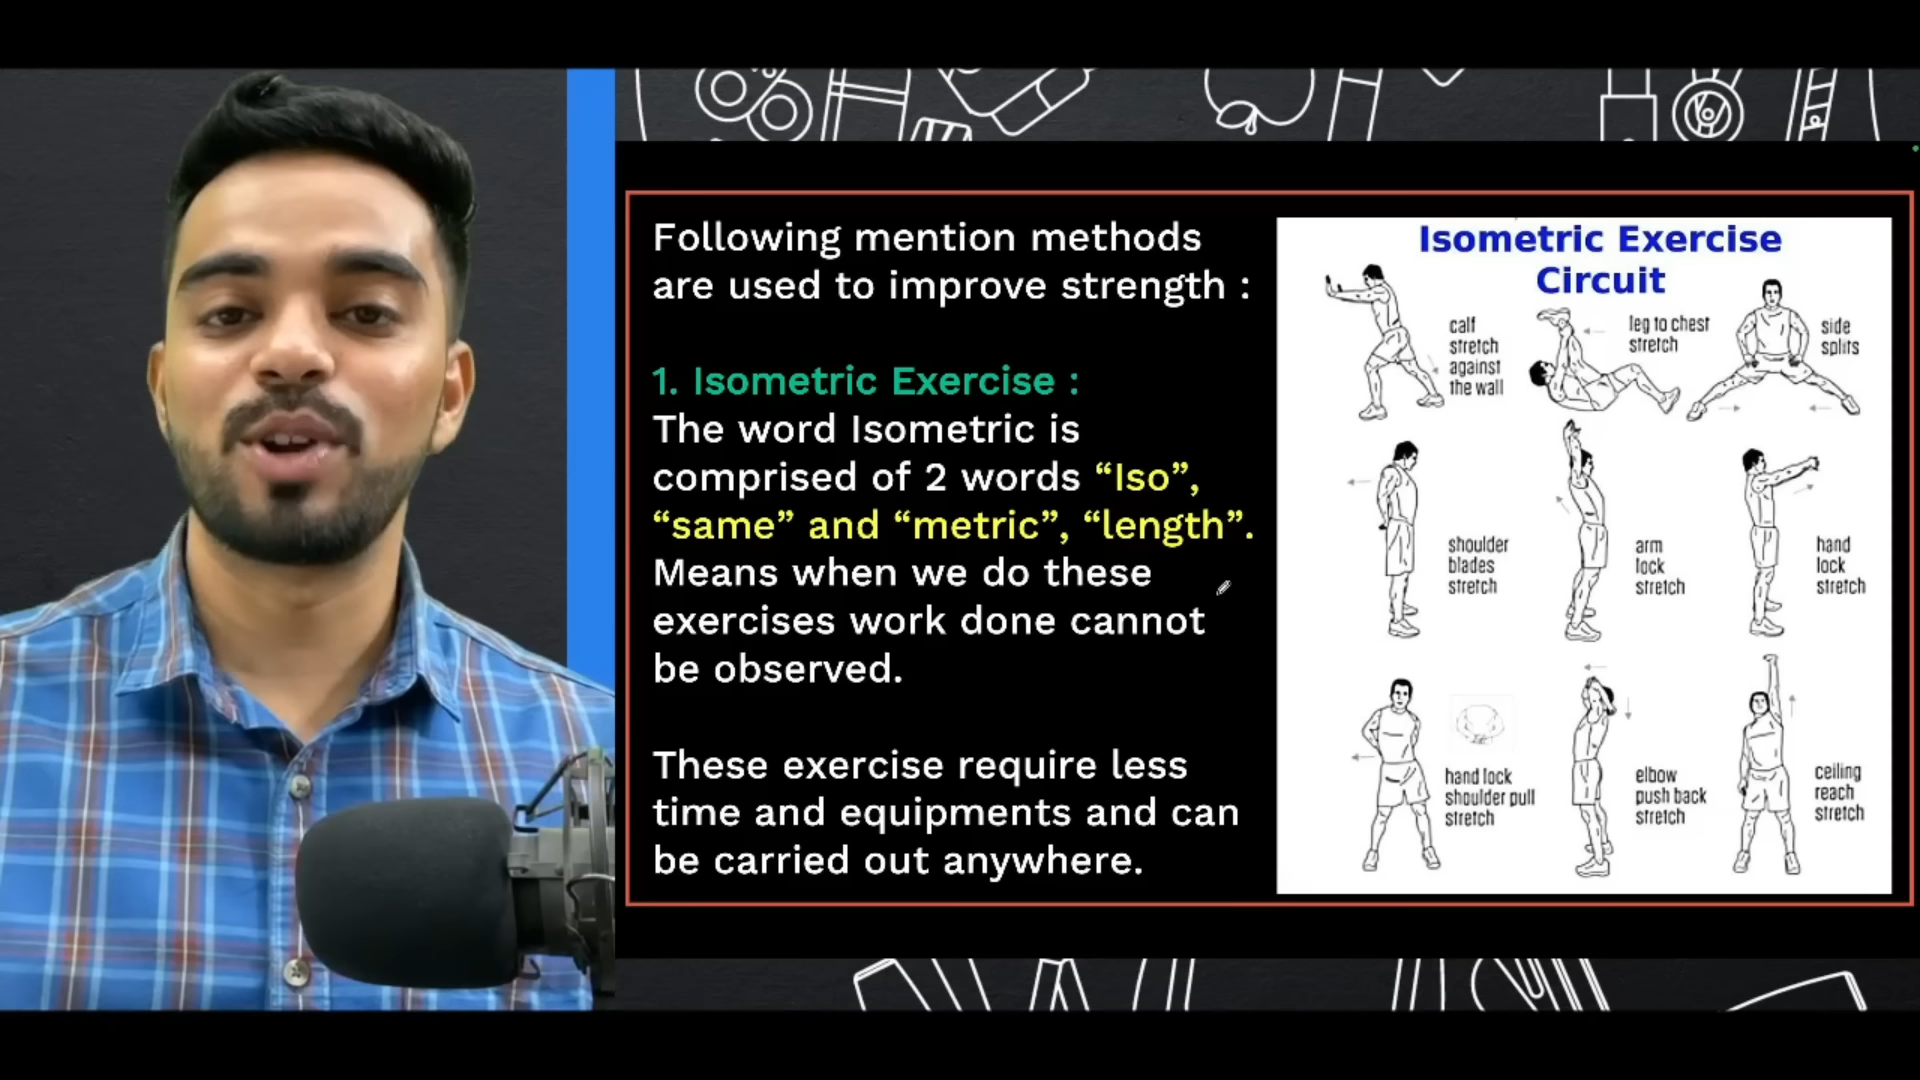 Following mention methods
are used to improve strength :
1. Isometric Exercise :
The word Isometric is
comprised of 2 words “Iso”,
“same” and “metric”, “length”.
Means when we do these
exercises work done cannot
be observed.
These exercise require less
time and equipments and can
be carried out anywhere.
Isometric Exercise
Circuit
calf
stretch
against
the wall
leg to chest
stretch
side
splits
shoulder
blades
stretch
arm
lock
stretch
hand
lock
stretch
hand lock
shoulder pull
stretch
elbow
push back
stretch
ceiling
reach
stretch